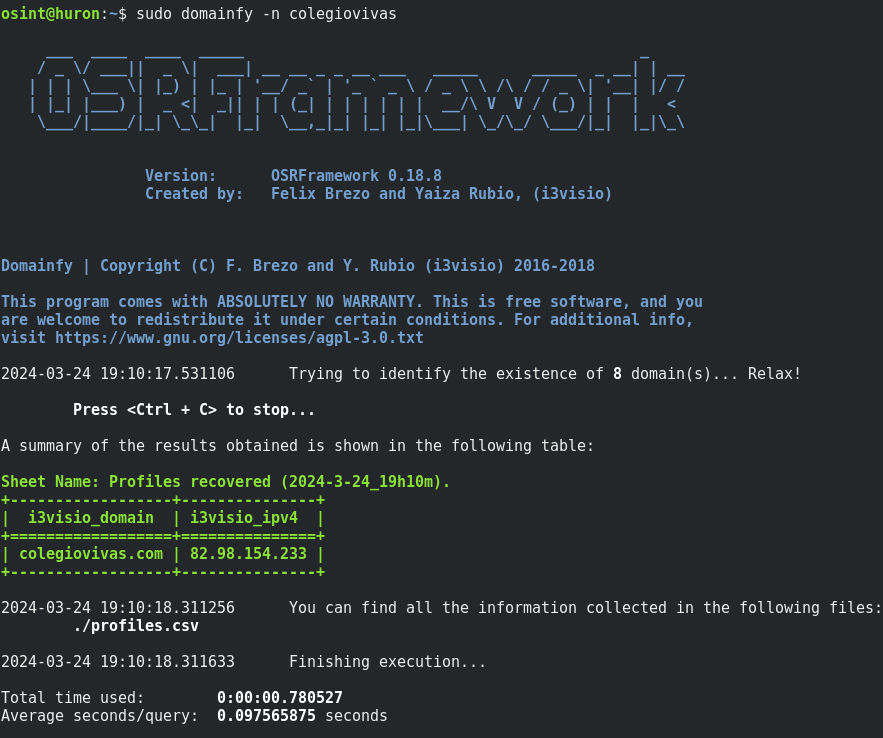 osint@huron:~$ sudo domainfy -n colegiovivas
OSRFramework
Version:      OSRFramework 0.18.8
Created by:   Felix Brezo and Yaiza Rubio, (i3visio)
Domainfy | Copyright (C) F. Brezo and Y. Rubio (i3visio) 2016-2018
This program comes with ABSOLUTELY NO WARRANTY. This is free software, and you
are welcome to redistribute it under certain conditions. For additional info,
visit https://www.gnu.org/licenses/agpl-3.0.txt
2024-03-24 19:10:17.531106      Trying to identify the existence of 8 domain(s)... Relax!
Press <Ctrl + C> to stop...
A summary of the results obtained is shown in the following table:
Sheet Name: Profiles recovered (2024-3-24_19h10m).
+------------------+---------------+
|  i3visio_domain  | i3visio_ipv4  |
+==================+===============+
| colegiovivas.com | 82.98.154.233 |
+------------------+---------------+
2024-03-24 19:10:18.311256      You can find all the information collected in the following files:
./profiles.csv
2024-03-24 19:10:18.311633      Finishing execution...
Total time used:        0:00:00.780527
Average seconds/query:  0.097565875 seconds